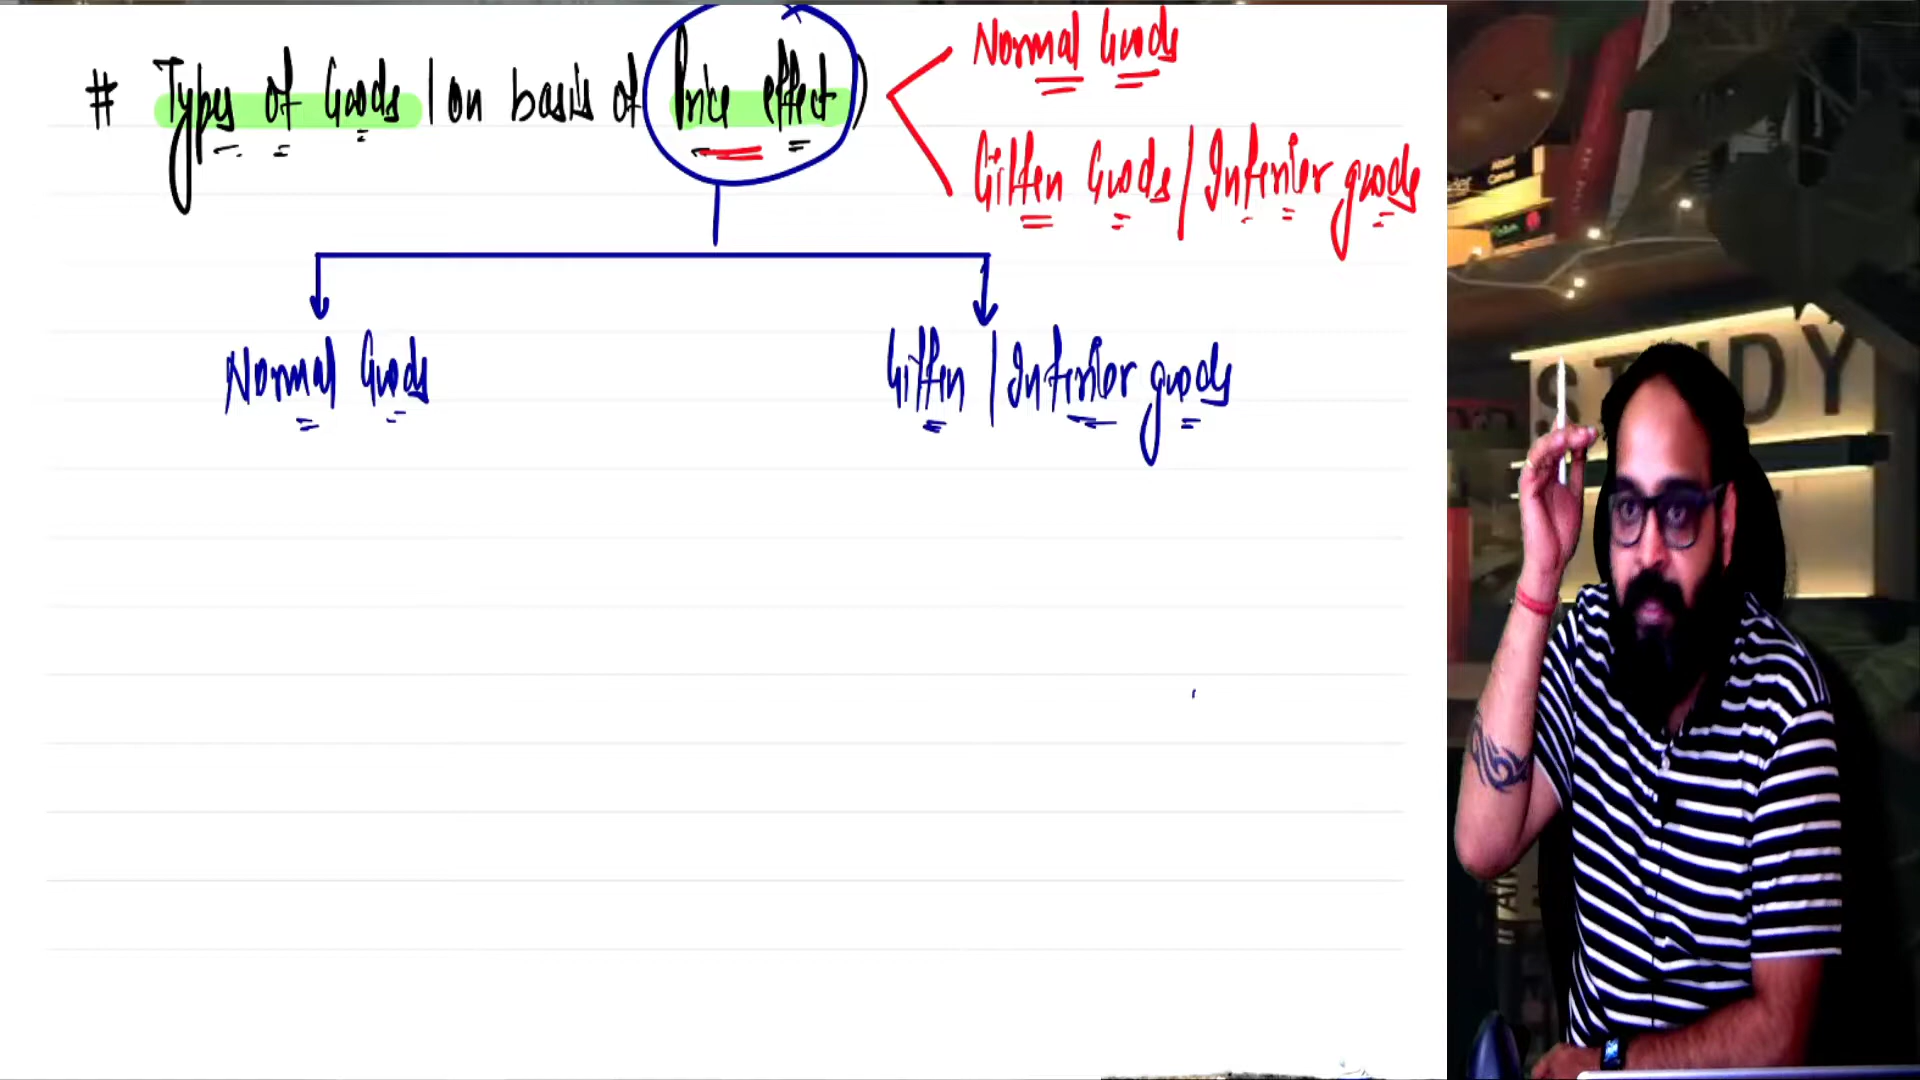 # Types of Goods (on basis of Price effect)
Normal Goods
Giffen Goods / Inferior goods
Normal Goods
Giffen / Inferior goods
STUDY